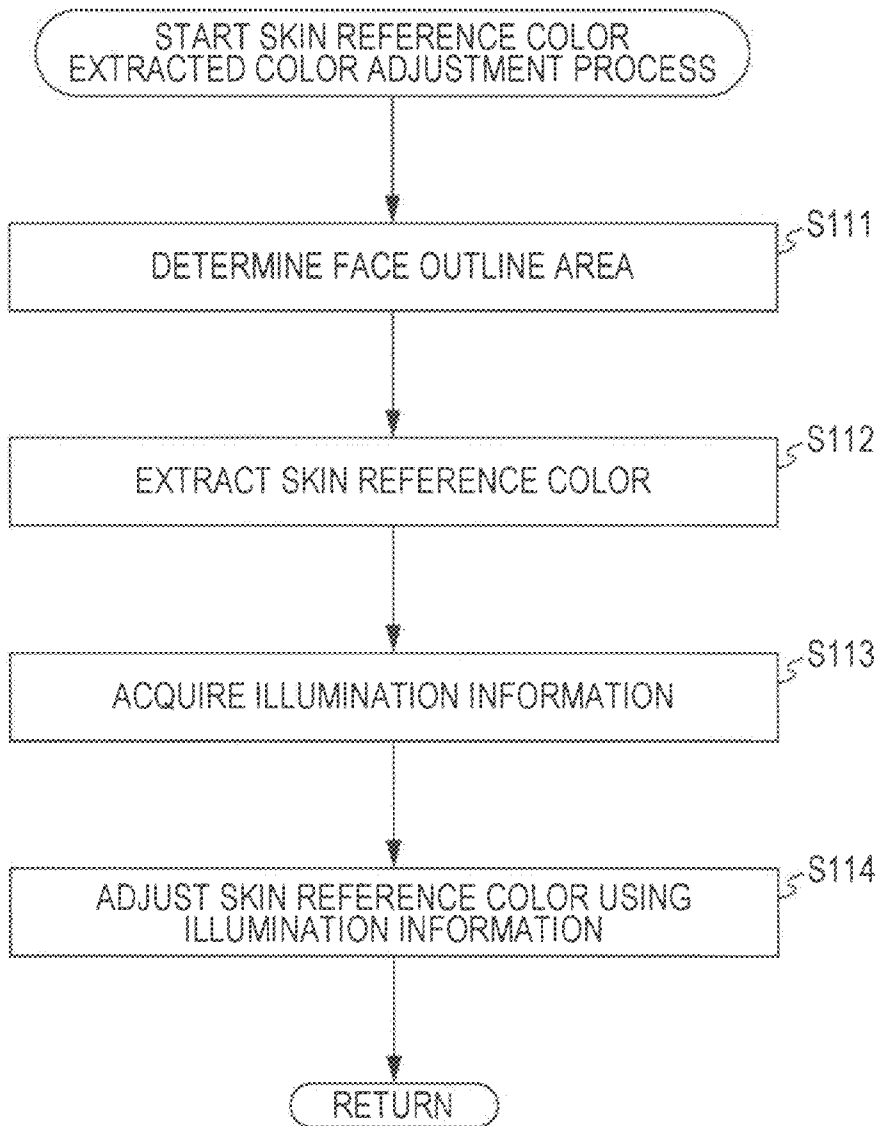 START SKIN REFERENCE COLOR
EXTRACTED COLOR ADJUSTMENT PROCESS
S111
DETERMINE FACE OUTLINE AREA
S112
EXTRACT SKIN REFERENCE COLOR
S113
ACQUIRE ILLUMINATION INFORMATION
S114
ADJUST SKIN REFERENCE COLOR USING
ILLUMINATION INFORMATION
RETURN